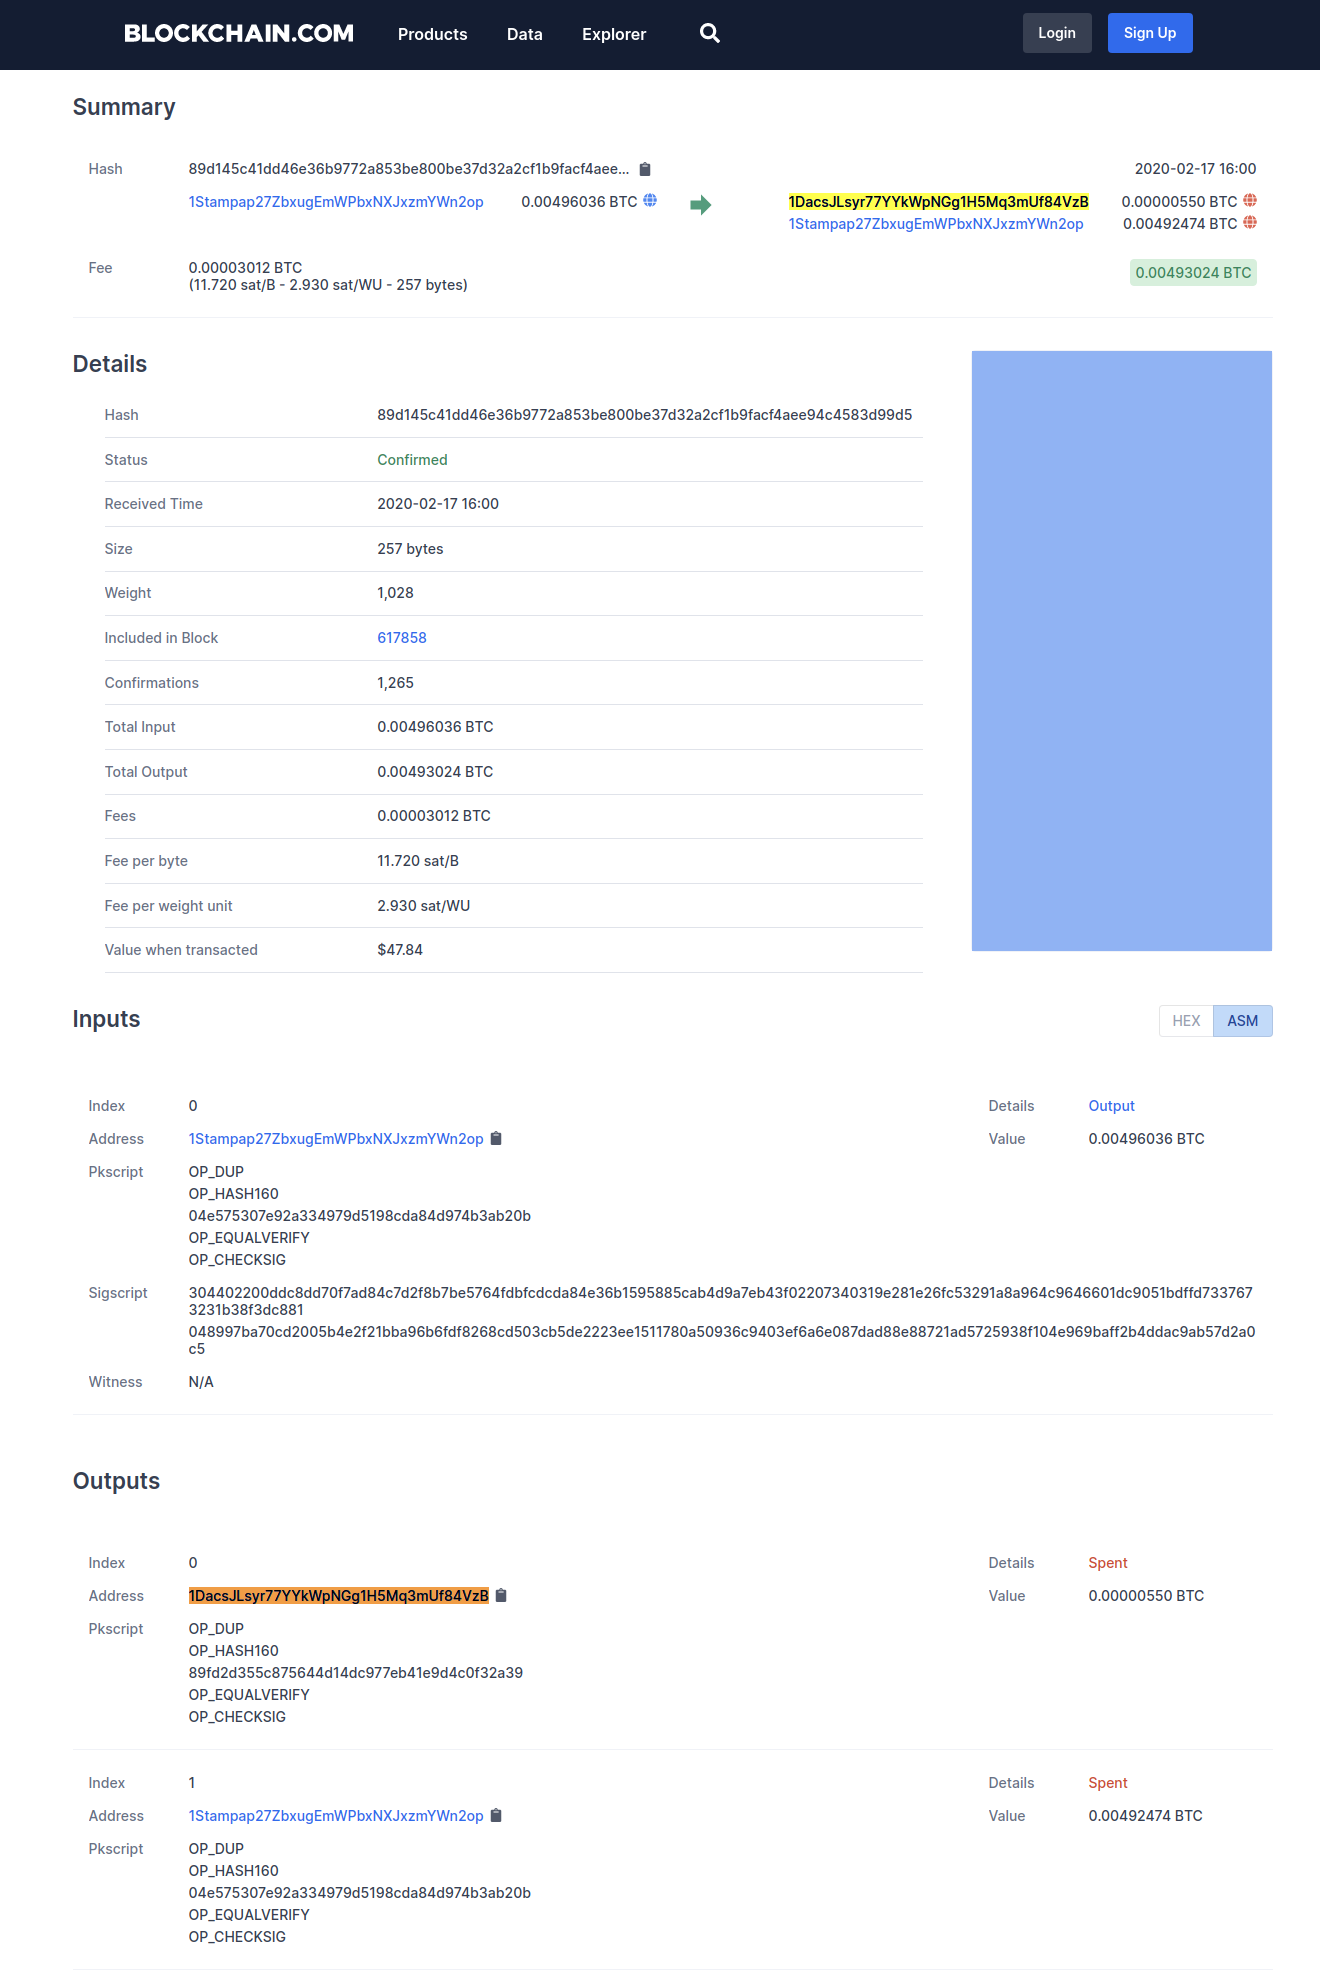 BLOCKCHAIN.COM Products Data Explorer Login Sign Up
Summary
Hash 89d145c41dd46e36b9772a853be800be37d32a2cf1b9facf4aee... 2020-02-17 16:00
1Stampap27ZbxugEmWPbxNXJxzmYWn2op 0.00496036 BTC 1DacsJLsyr77YYkWpNGg1H5Mq3mUf84VzB 0.00000550 BTC
1Stampap27ZbxugEmWPbxNXJxzmYWn2op 0.00492474 BTC
Fee 0.00003012 BTC 0.00493024 BTC
(11.720 sat/B - 2.930 sat/WU - 257 bytes)
Details
Hash 89d145c41dd46e36b9772a853be800be37d32a2cf1b9facf4aee94c4583d99d5
Status Confirmed
Received Time 2020-02-17 16:00
Size 257 bytes
Weight 1,028
Included in Block 617858
Confirmations 1,265
Total Input 0.00496036 BTC
Total Output 0.00493024 BTC
Fees 0.00003012 BTC
Fee per byte 11.720 sat/B
Fee per weight unit 2.930 sat/WU
Value when transacted $47.84
Inputs HEX ASM
Index 0 Details Output
Address 1Stampap27ZbxugEmWPbxNXJxzmYWn2op Value 0.00496036 BTC
Pkscript OP_DUP
OP_HASH160
04e575307e92a334979d5198cda84d974b3ab20b
OP_EQUALVERIFY
OP_CHECKSIG
Sigscript 304402200ddc8dd70f7ad84c7d2f8b7be5764fdbfcdcda84e36b1595885cab4d9a7eb43f02207340319e281e26fc53291a8a964c9646601dc9051bdffd733767
3231b38f3dc881
048997ba70cd2005b4e2f21bba96b6fdf8268cd503cb5de2223ee1511780a50936c9403ef6a6e087dad88e88721ad5725938f104e969baff2b4ddac9ab57d2a0
c5
Witness N/A
Outputs
Index 0 Details Spent
Address 1DacsJLsyr77YYkWpNGg1H5Mq3mUf84VzB Value 0.00000550 BTC
Pkscript OP_DUP
OP_HASH160
89fd2d355c875644d14dc977eb41e9d4c0f32a39
OP_EQUALVERIFY
OP_CHECKSIG
Index 1 Details Spent
Address 1Stampap27ZbxugEmWPbxNXJxzmYWn2op Value 0.00492474 BTC
Pkscript OP_DUP
OP_HASH160
04e575307e92a334979d5198cda84d974b3ab20b
OP_EQUALVERIFY
OP_CHECKSIG